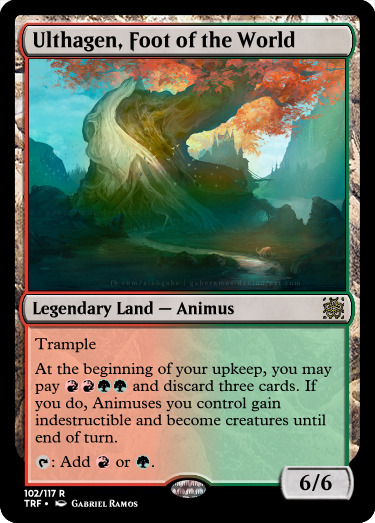 Ulthagen, Foot of the World
Legendary Land — Animus
Trample
At the beginning of your upkeep, you may
pay and discard three cards. If
you do, Animuses you control gain
indestructible and become creatures until
end of turn.
: Add or .
6/6
102/117 R
TRF • Gabriel Ramos